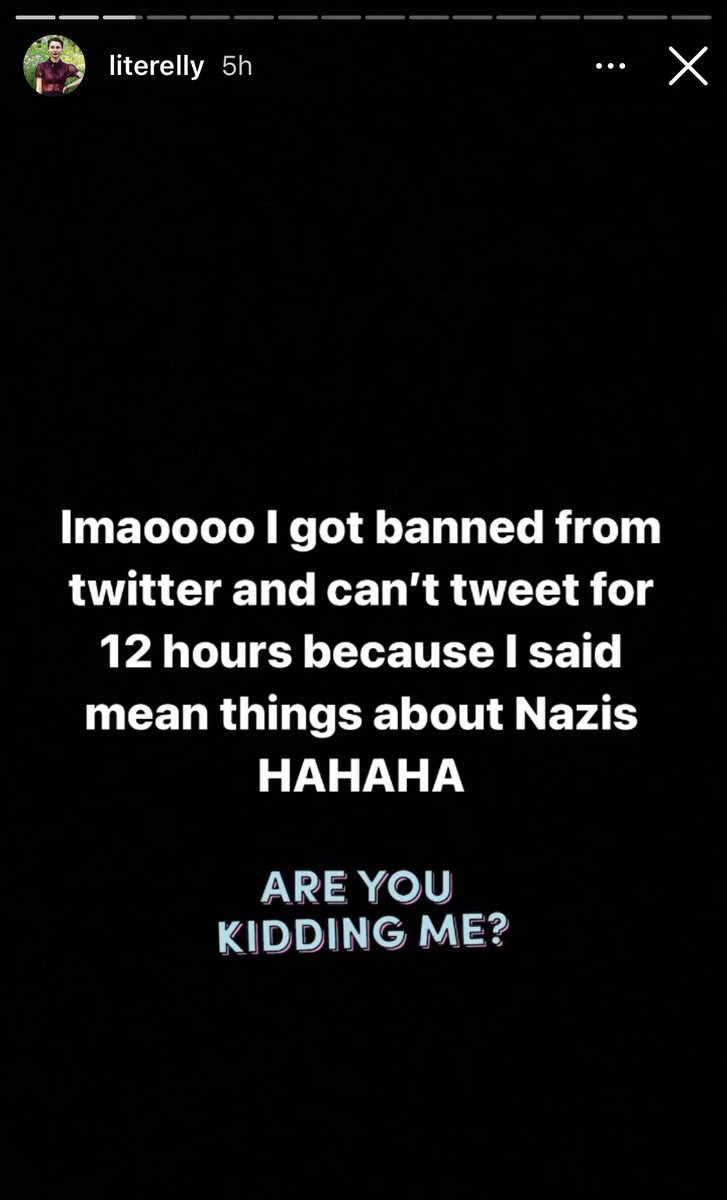 literelly 5h
lmaoooo I got banned from
twitter and can't tweet for
12 hours because I said
mean things about Nazis
HAHAHA
ARE YOU
KIDDING ME?